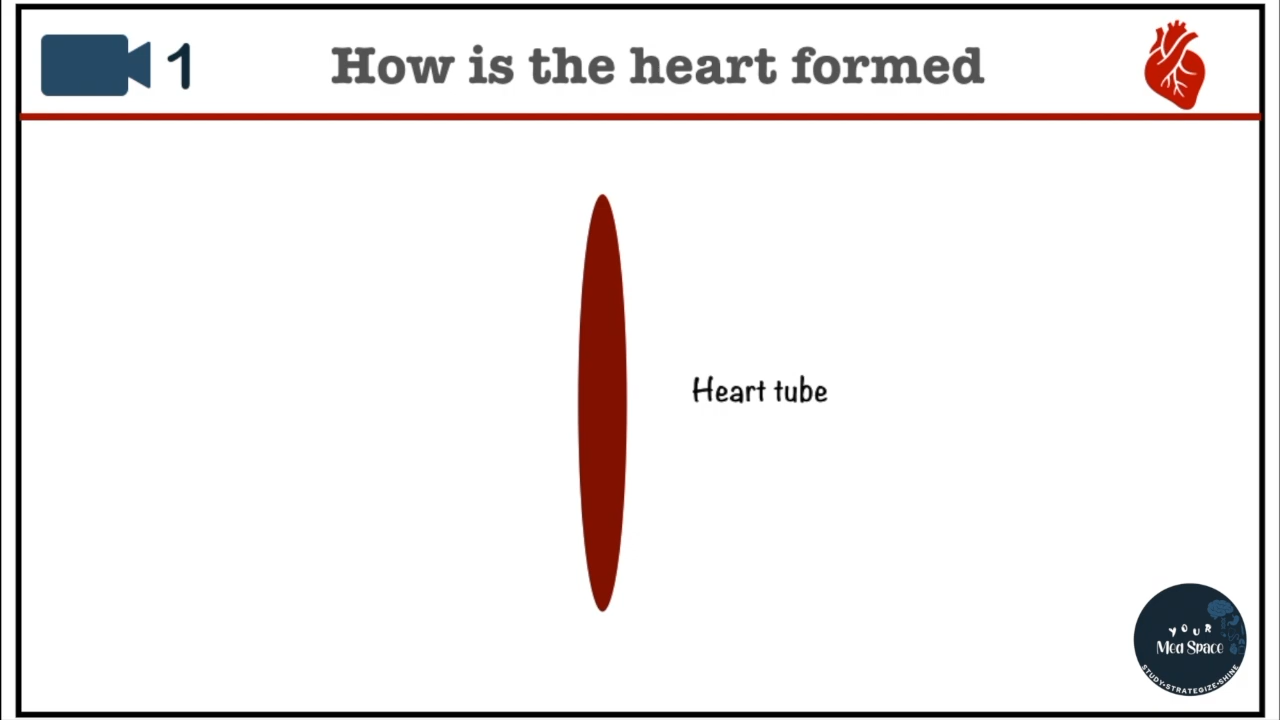 1
How is the heart formed
Heart tube
YOUR
Med Space
STUDY•STRATEGIZE•SHINE